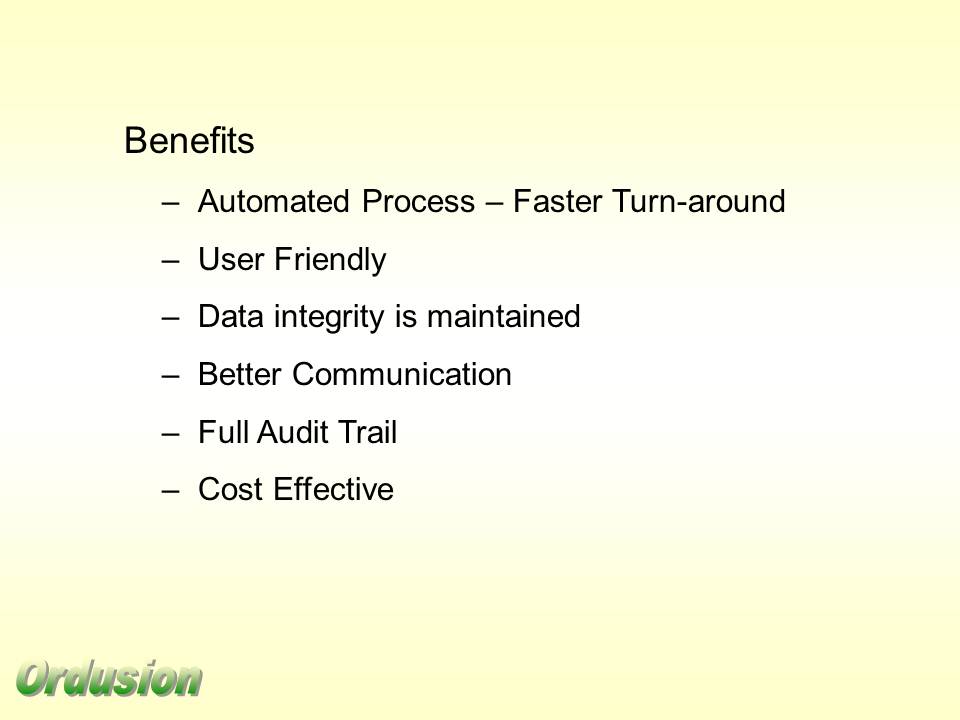 Benefits
– Automated Process – Faster Turn-around
– User Friendly
– Data integrity is maintained
– Better Communication
– Full Audit Trail
– Cost Effective
Ordusion